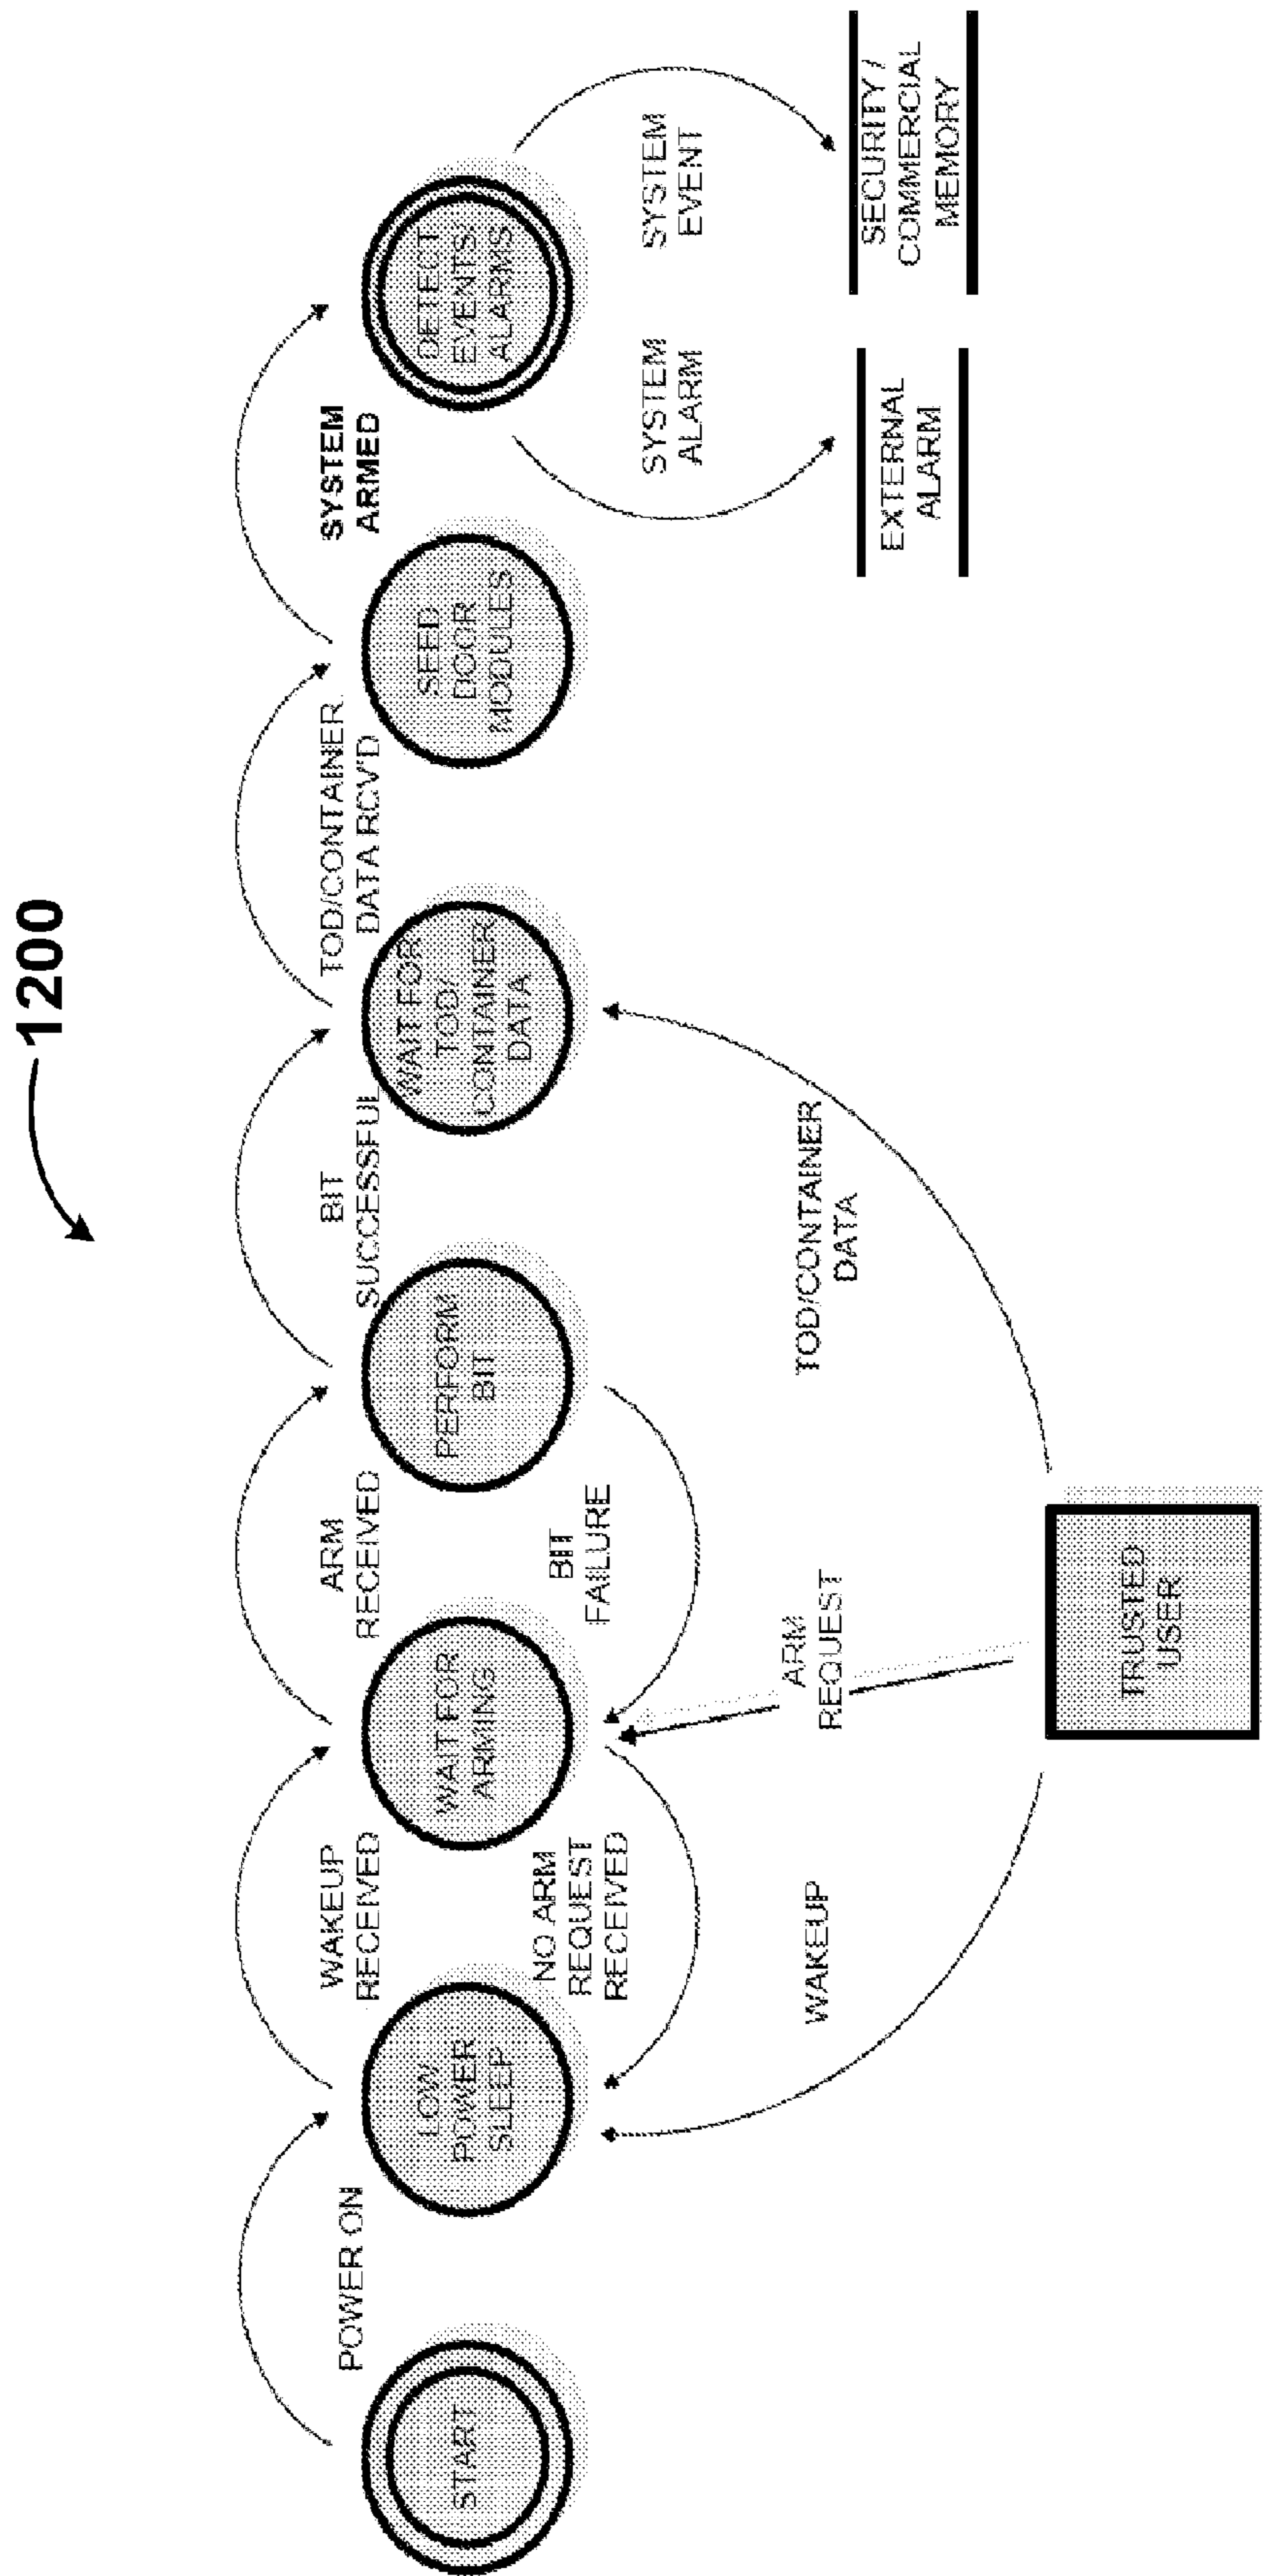 1200
POWER ON
WAKEUP
RECEIVED
ARM
RECEIVED
BIT
SUCCESSFUL
TOD/CONTAINER
DATA RCV'D
SYSTEM
ARMED
START
LOW
POWER
SLEEP
WAIT FOR
ARMING
PERFORM
BIT
WAIT FOR
TOD/
CONTAINER
DATA
SEED
DOOR
MODULES
DETECT
EVENTS
ALARMS
NO ARM
REQUEST
RECEIVED
BIT
FAILURE
SYSTEM
ALARM
SYSTEM
EVENT
WAKEUP
ARM
REQUEST
TOD/CONTAINER
DATA
EXTERNAL
ALARM
SECURITY /
COMMERCIAL
MEMORY
TRUSTED
USER